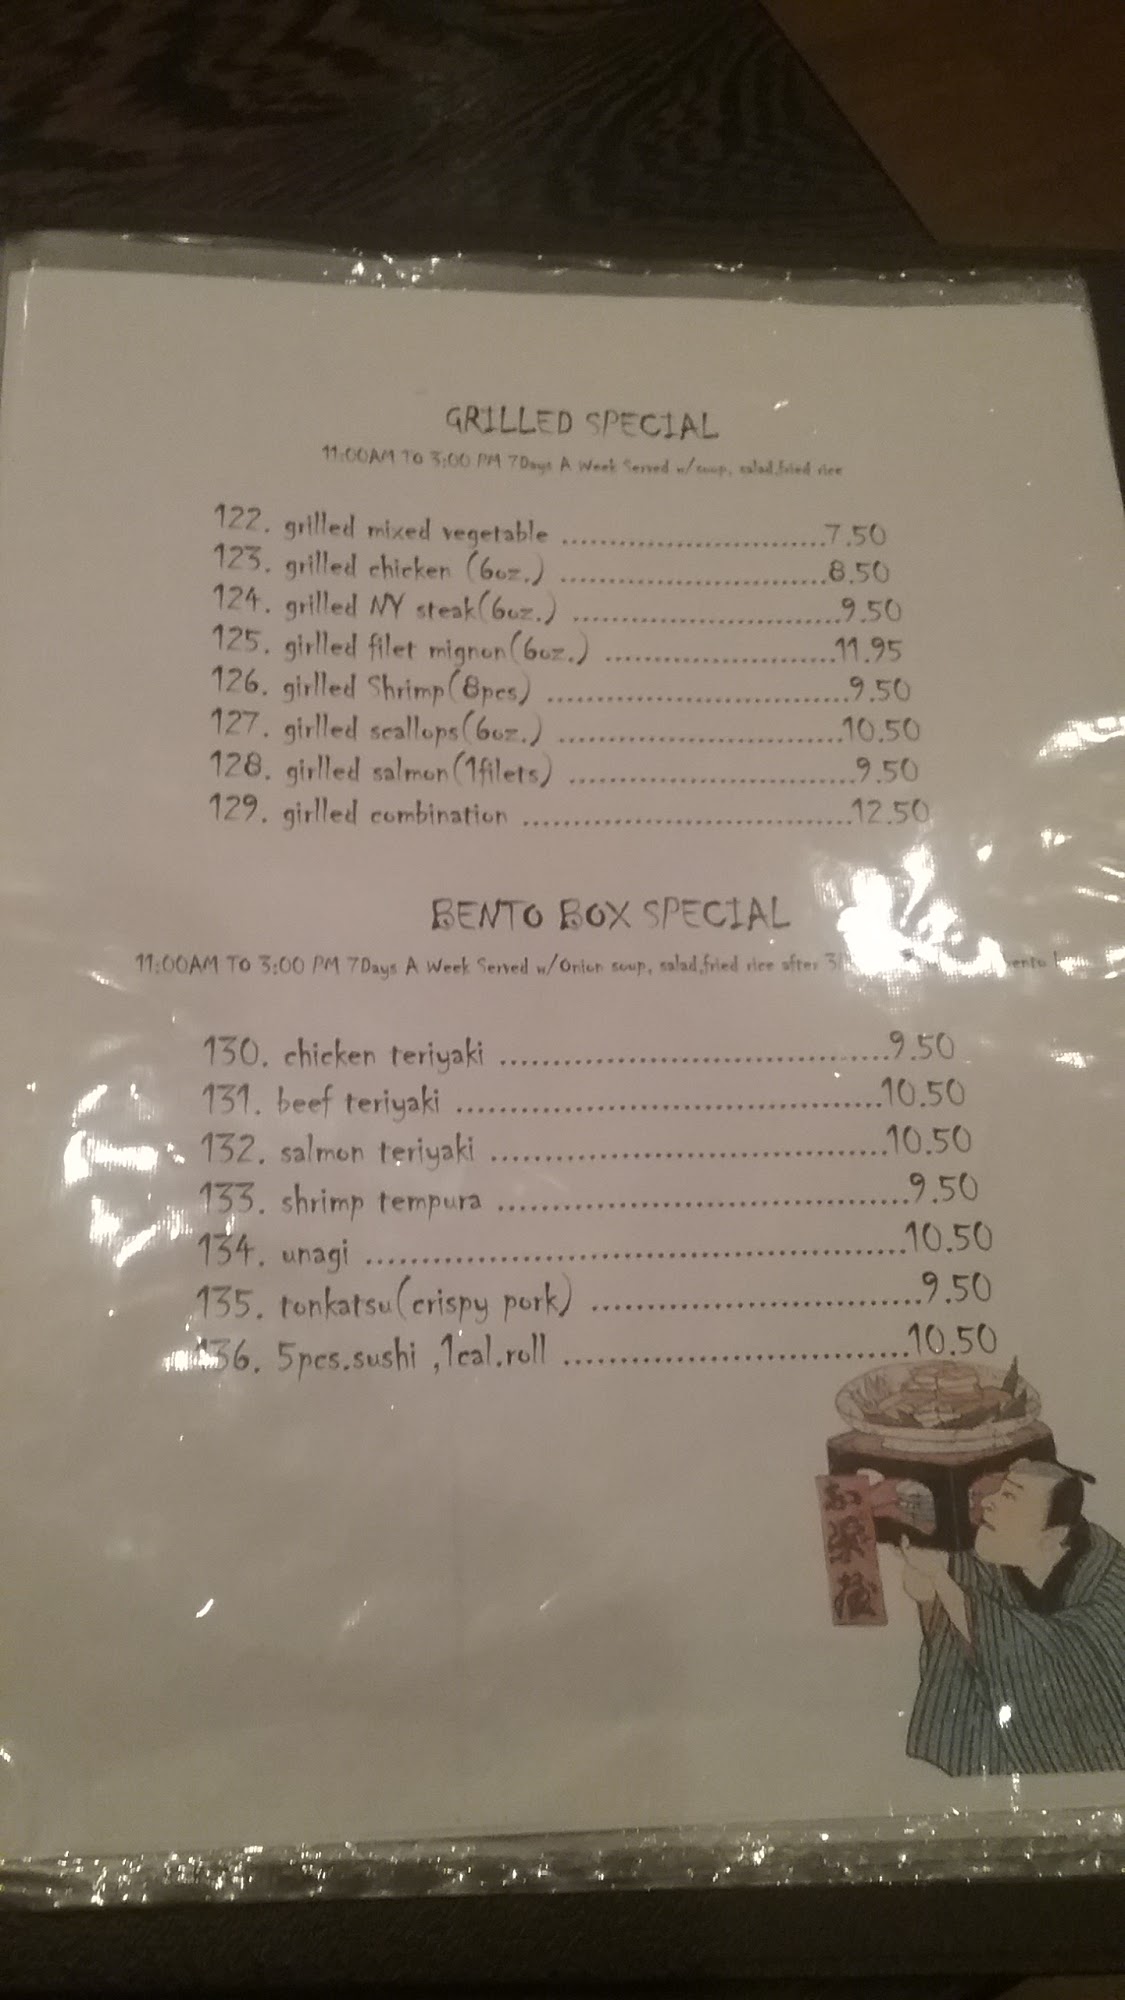 GRILLED SPECIAL
11:00AM TO 3:00 PM 7Days A Week Served w/soup, salad,fried rice
122. grilled mixed vegetable ...........................7.50
123. grilled chicken (6oz.) ...........................8.50
124. grilled NY steak(6oz.) ...........................9.50
125. girlled filet mignon(6oz.) .......................11.95
126. girlled Shrimp(8pcs) ..............................9.50
127. girlled scallops(6oz.) .............................10.50
128. girlled salmon(1filets) .............................9.50
129. girlled combination .................................12.50
BENTO BOX SPECIAL
11:00AM TO 3:00 PM 7Days A Week Served w/Onion soup, salad,fried rice after
130. chicken teriyaki .....................................9.50
131. beef teriyaki .........................................10.50
132. salmon teriyaki ......................................10.50
133. shrimp tempura .....................................9.50
134. unagi ..................................................10.50
135. tonkatsu(crispy pork) ...............................9.50
136. 5pcs.sushi ,1cal.roll ................................10.50